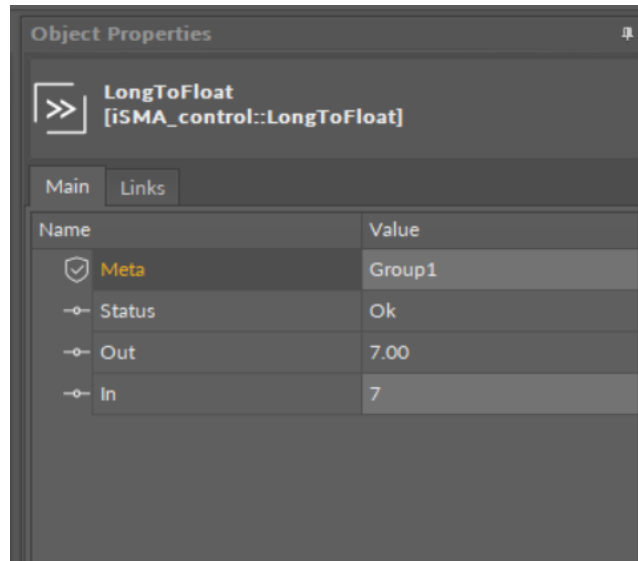 Object Properties
LongToFloat
[iSMA_control::LongToFloat]
Main Links
Name Value
Meta Group1
Status Ok
Out 7.00
In 7